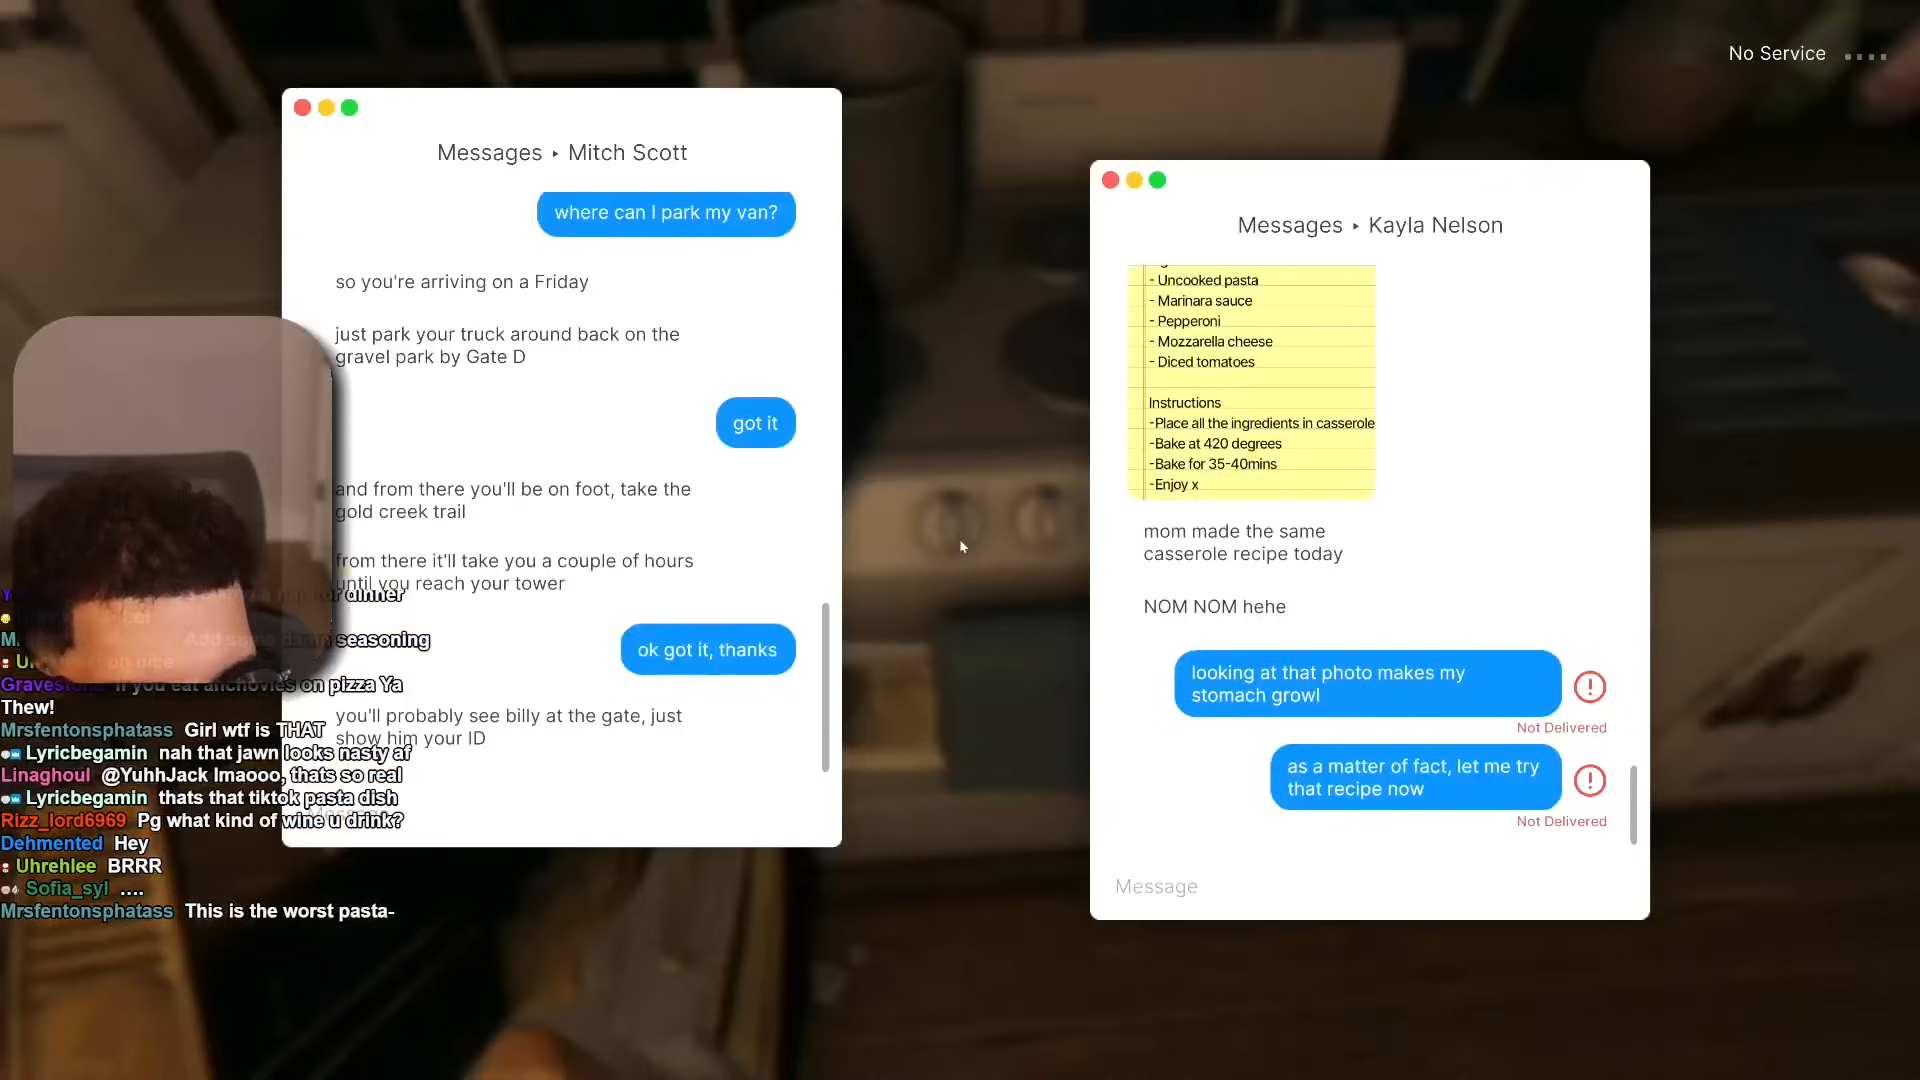 No Service
Messages ▸ Mitch Scott
where can I park my van?
so you're arriving on a Friday
just park your truck around back on the
gravel park by Gate D
got it
and from there you'll be on foot, take the
gold creek trail
from there it'll take you a couple of hours
until you reach your tower
ok got it, thanks
you'll probably see billy at the gate, just
show him your ID
Messages ▸ Kayla Nelson
- Uncooked pasta
- Marinara sauce
- Pepperoni
- Mozzarella cheese
- Diced tomatoes
Instructions
-Place all the ingredients in casserole
-Bake at 420 degrees
-Bake for 35-40mins
-Enjoy x
mom made the same
casserole recipe today
NOM NOM hehe
looking at that photo makes my
stomach growl
Not Delivered
as a matter of fact, let me try
that recipe now
Not Delivered
Message
for dinner
Add some damn seasoning
nice
if you eat anchovies on pizza Ya
Thew!
Mrsfentonsphatass Girl wtf is THAT
Lyricbegamin nah that jawn looks nasty af
Linaghoul @YuhhJack lmaooo, thats so real
Lyricbegamin thats that tiktok pasta dish
Rizz_lord6969 Pg what kind of wine u drink?
Dehmented Hey
Uhrehlee BRRR
Sofia_syl ....
Mrsfentonsphatass This is the worst pasta-